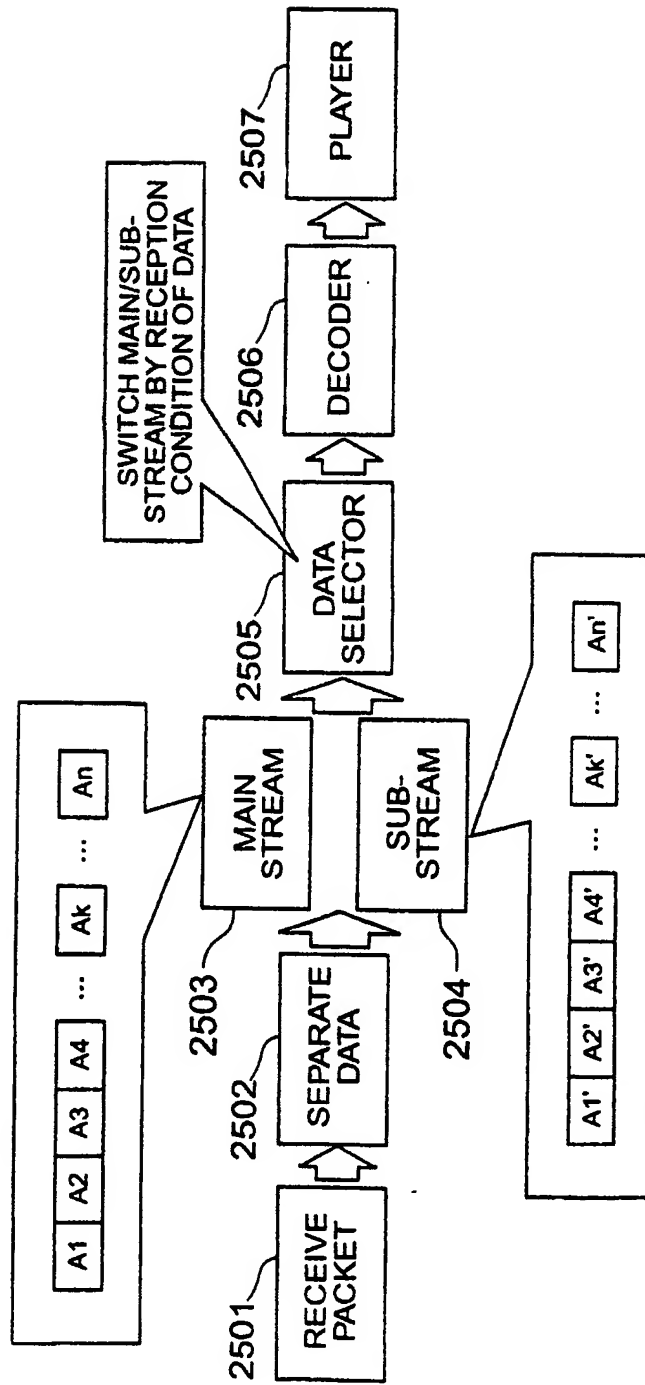 A1 A2 A3 A4 ... Ak ... An
2501
RECEIVE
PACKET
2502
SEPARATE
DATA
2503
MAIN
STREAM
2504
SUB-
STREAM
A1' A2' A3' A4' ... Ak' ... An'
2505
DATA
SELECTOR
SWITCH MAIN/SUB-
STREAM BY RECEPTION
CONDITION OF DATA
2506
DECODER
2507
PLAYER